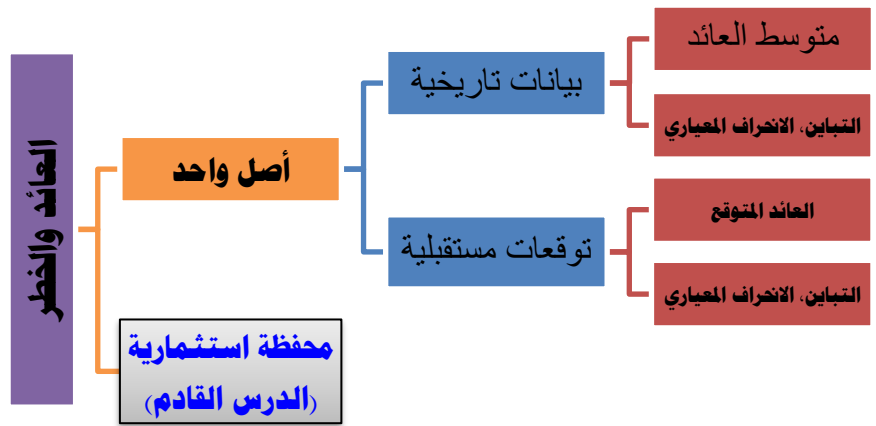 العائد والخطر
أصل واحد
بيانات تاريخية
متوسط العائد
التباين، الانحراف المعياري
توقعات مستقبلية
العائد المتوقع
التباين، الانحراف المعياري
محفظة استثمارية
(الدرس القادم)